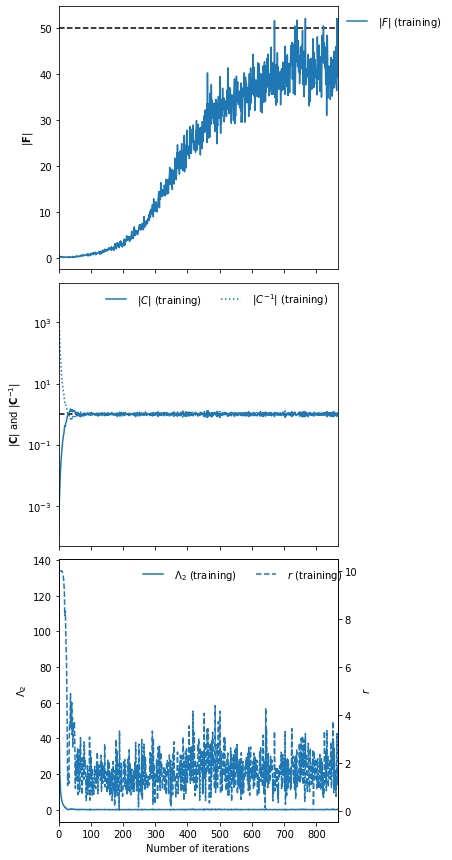 50
40
30
20
10
0
|F|
|F| (training)
10³
10¹
10⁻¹
10⁻³
|C| and |C⁻¹|
|C| (training) |C⁻¹| (training)
140
120
100
80
60
40
20
0
Λ₂
Λ₂ (training) r (training)
10
8
6
4
2
0
r
0 100 200 300 400 500 600 700 800
Number of iterations